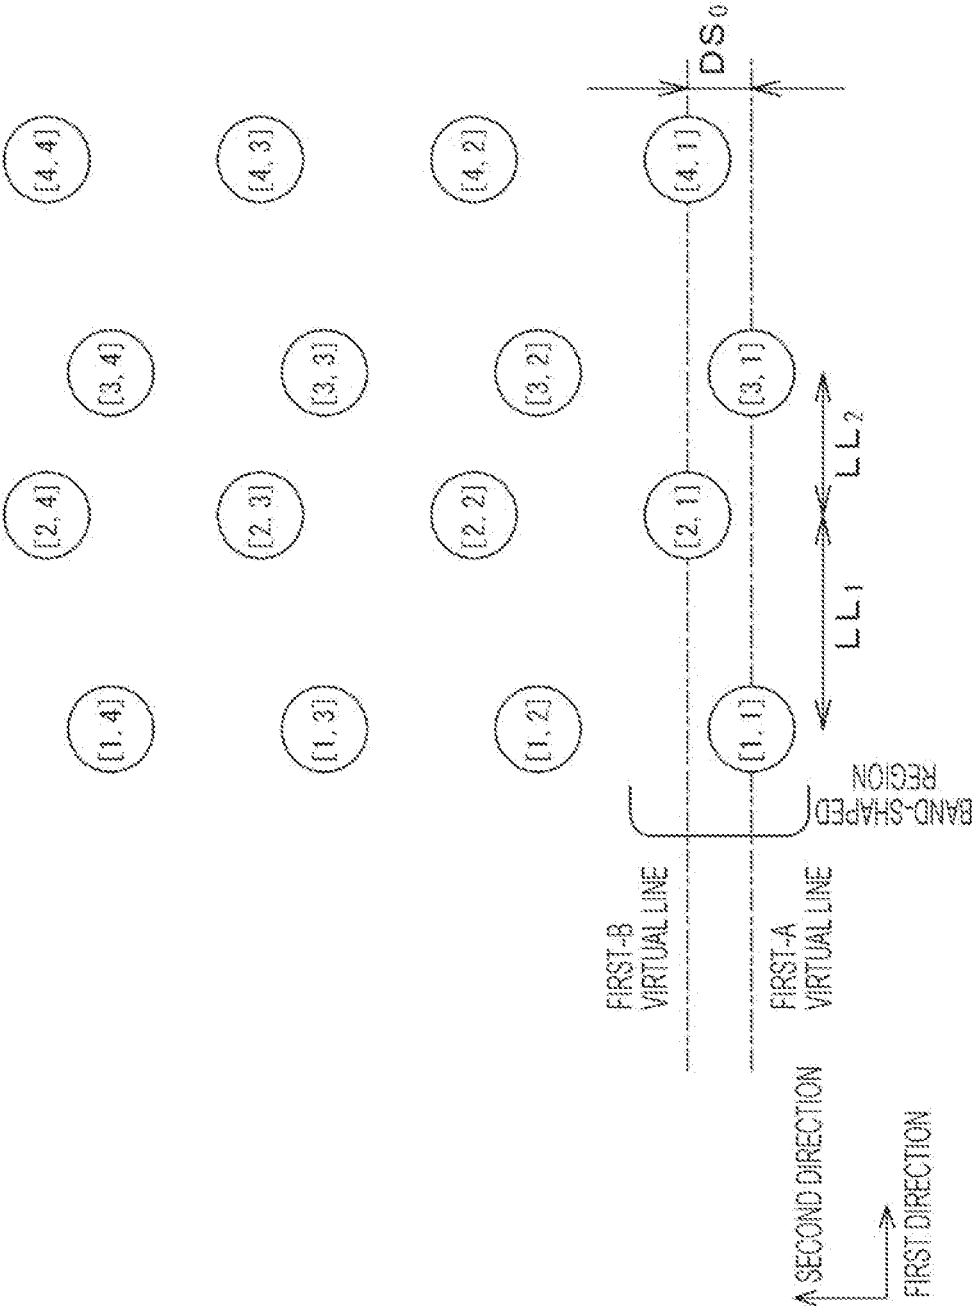 [2, 4]
[4, 4]
[1, 4]
[3, 4]
[2, 3]
[4, 3]
[1, 3]
[3, 3]
[2, 2]
[4, 2]
[1, 2]
[3, 2]
FIRST-B
VIRTUAL LINE
[2, 1]
[4, 1]
DS₀
[1, 1]
[3, 1]
FIRST-A
VIRTUAL LINE
LL₁
LL₂
BAND-SHAPED
REGION
SECOND DIRECTION
FIRST DIRECTION